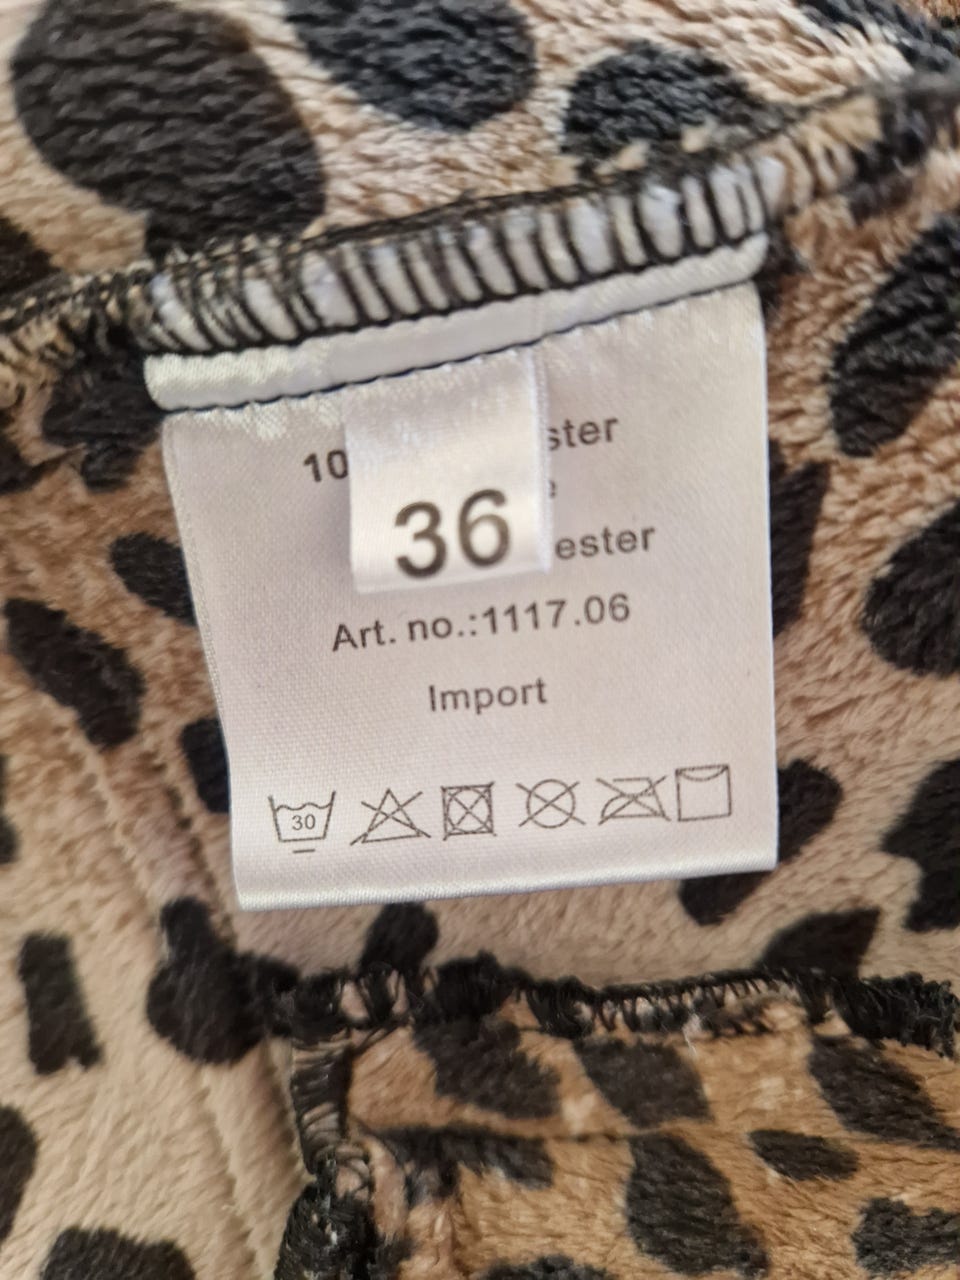 10 ster
36
ester
Art. no.:1117.06
Import
30